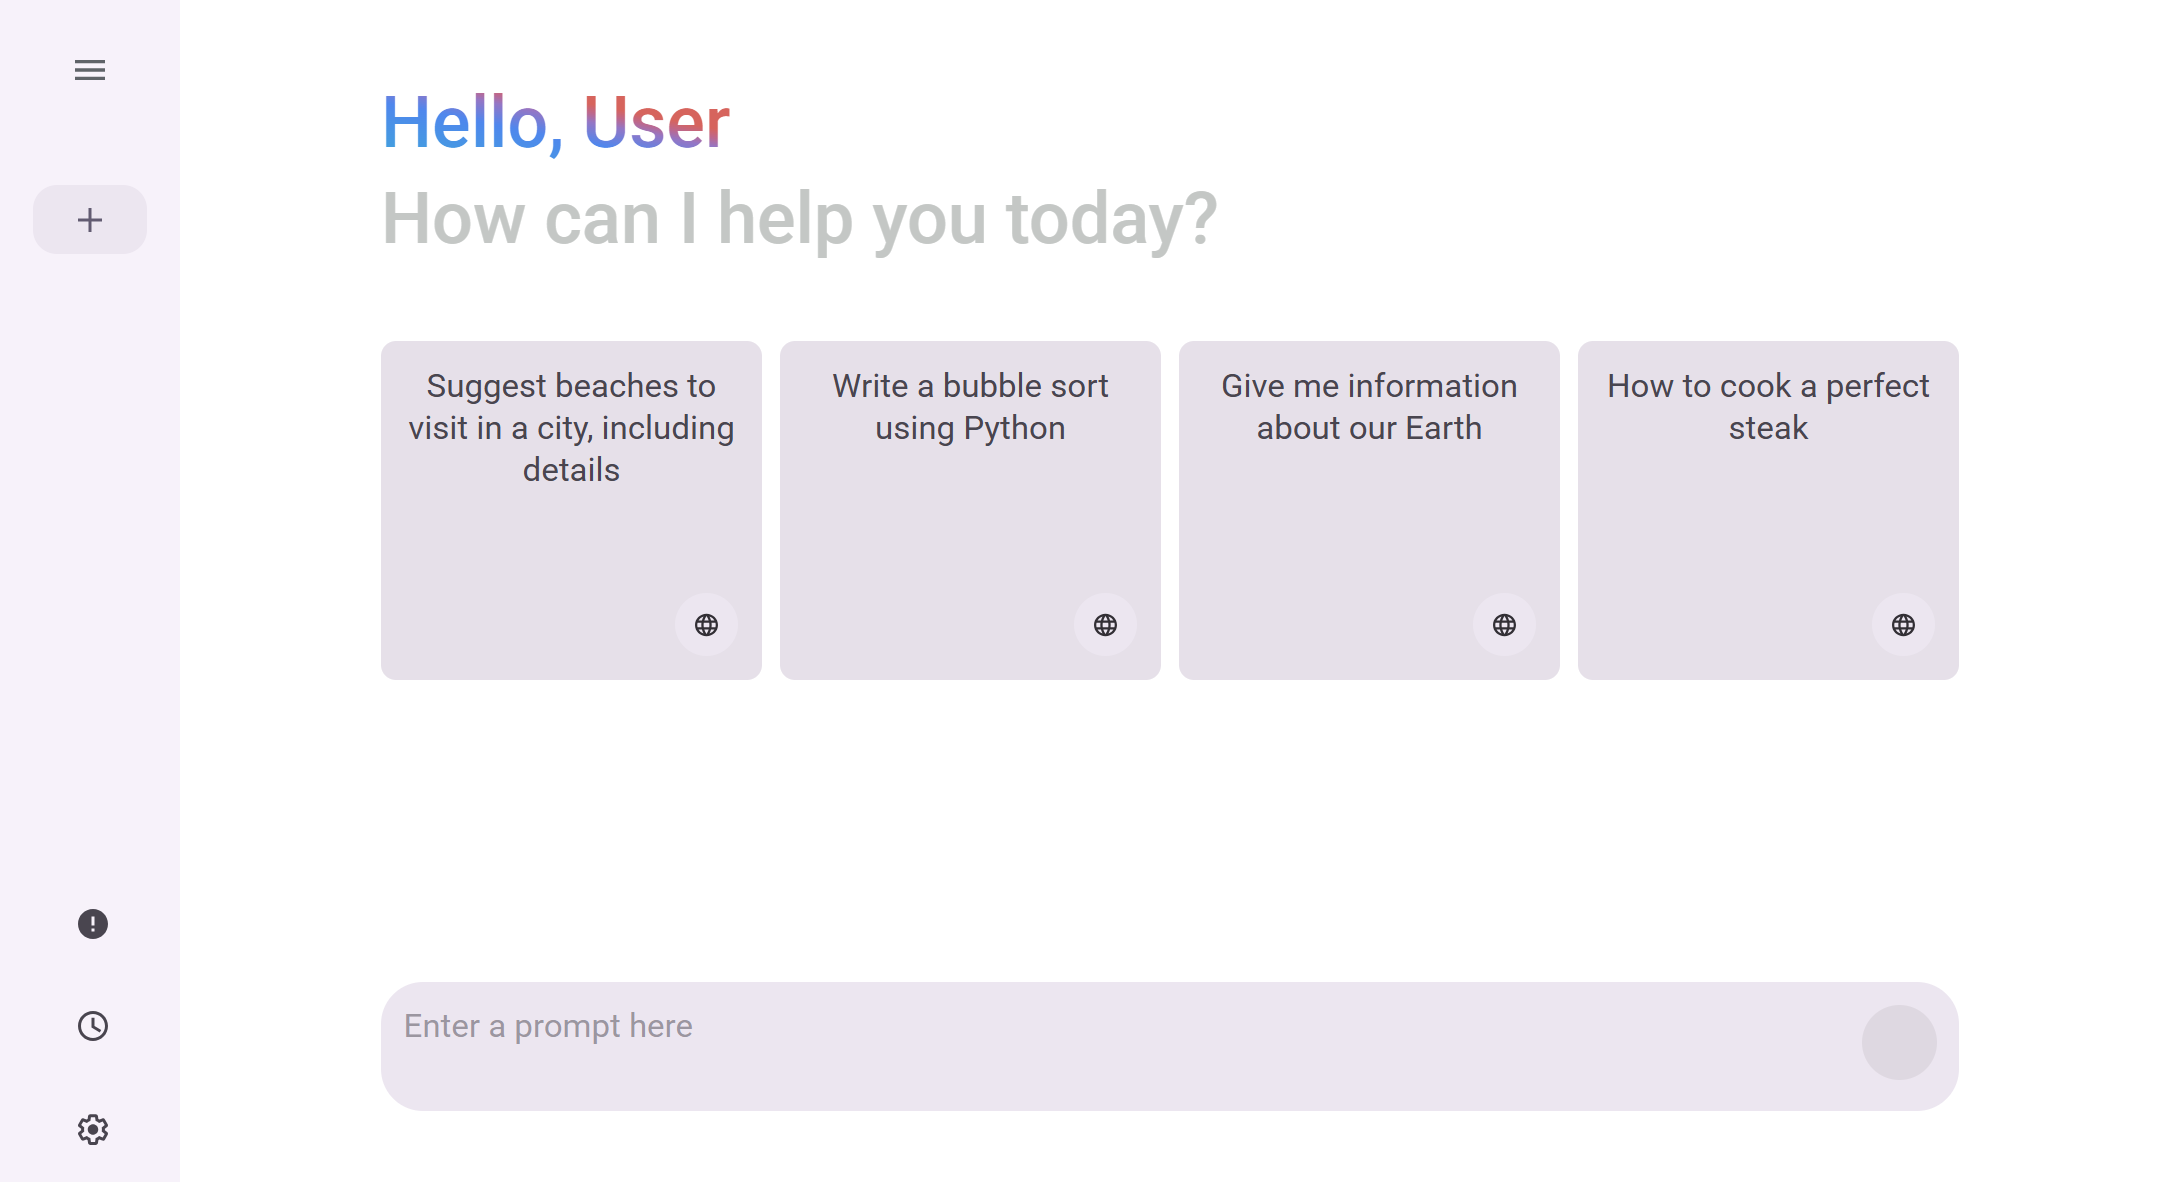 Hello, User
How can I help you today?
Suggest beaches to
visit in a city, including
details
Write a bubble sort
using Python
Give me information
about our Earth
How to cook a perfect
steak
Enter a prompt here